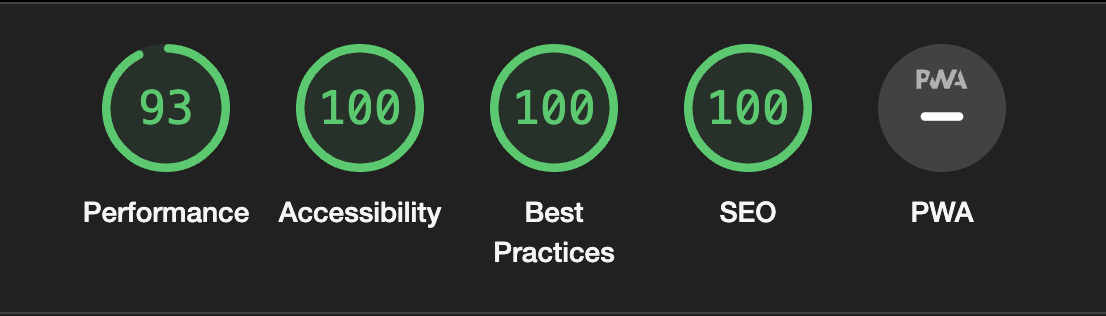 93
100
100
100
PWA
Performance
Accessibility
Best
Practices
SEO
PWA